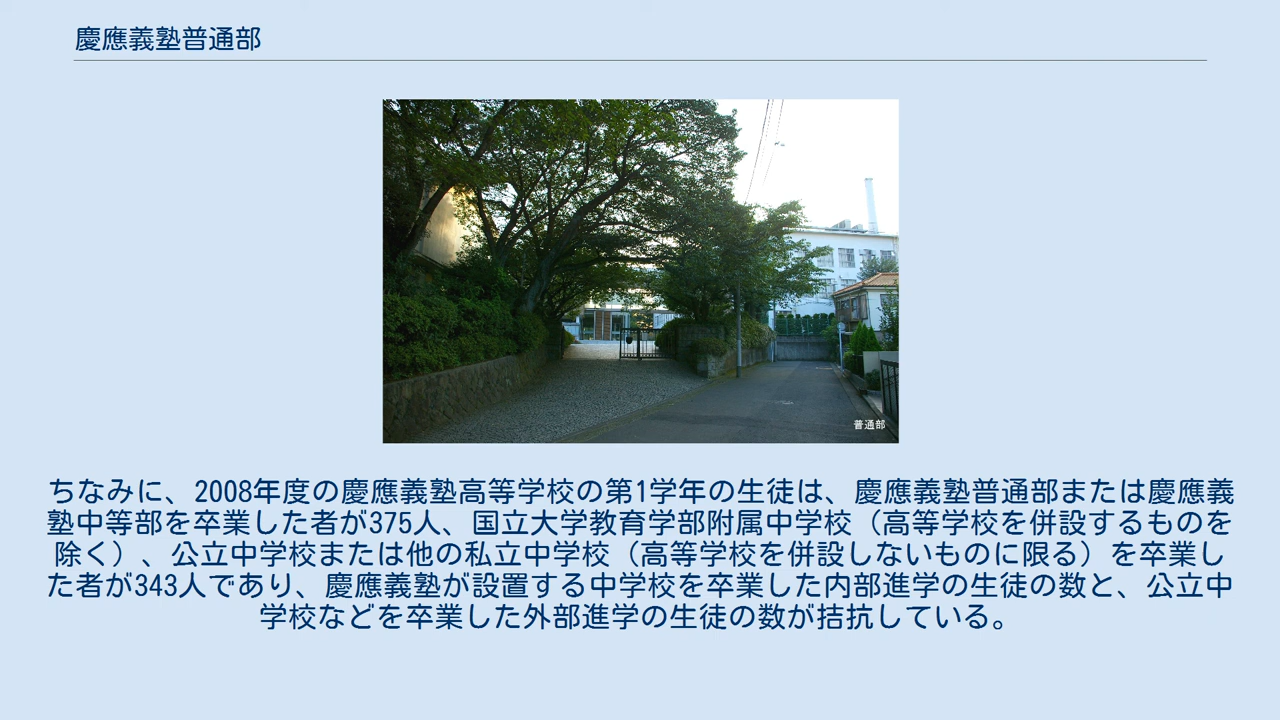 慶應義塾普通部
普通部
ちなみに、2008年度の慶應義塾高等学校の第1学年の生徒は、慶應義塾普通部または慶應義
塾中等部を卒業した者が375人、国立大学教育学部附属中学校（高等学校を併設するものを
除く）、公立中学校または他の私立中学校（高等学校を併設しないものに限る）を卒業し
た者が343人であり、慶應義塾が設置する中学校を卒業した内部進学の生徒の数と、公立中
学校などを卒業した外部進学の生徒の数が拮抗している。